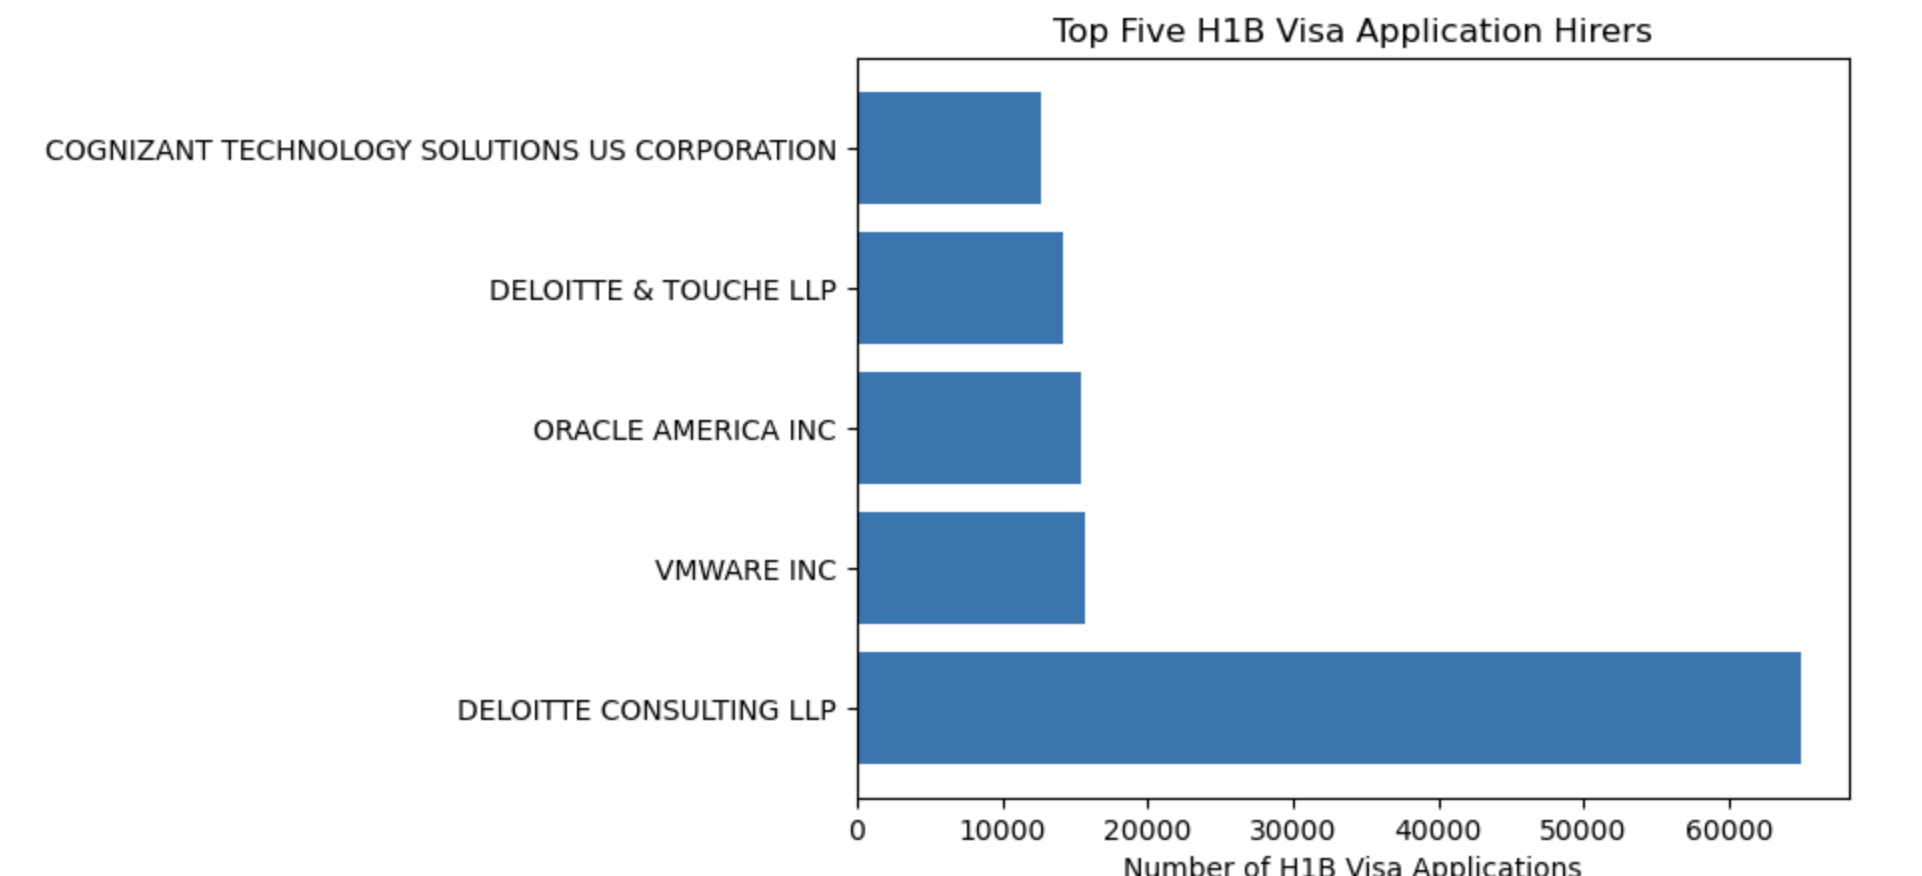 Top Five H1B Visa Application Hirers
COGNIZANT TECHNOLOGY SOLUTIONS US CORPORATION
DELOITTE & TOUCHE LLP
ORACLE AMERICA INC
VMWARE INC
DELOITTE CONSULTING LLP
0 10000 20000 30000 40000 50000 60000
Number of H1B Visa Applications